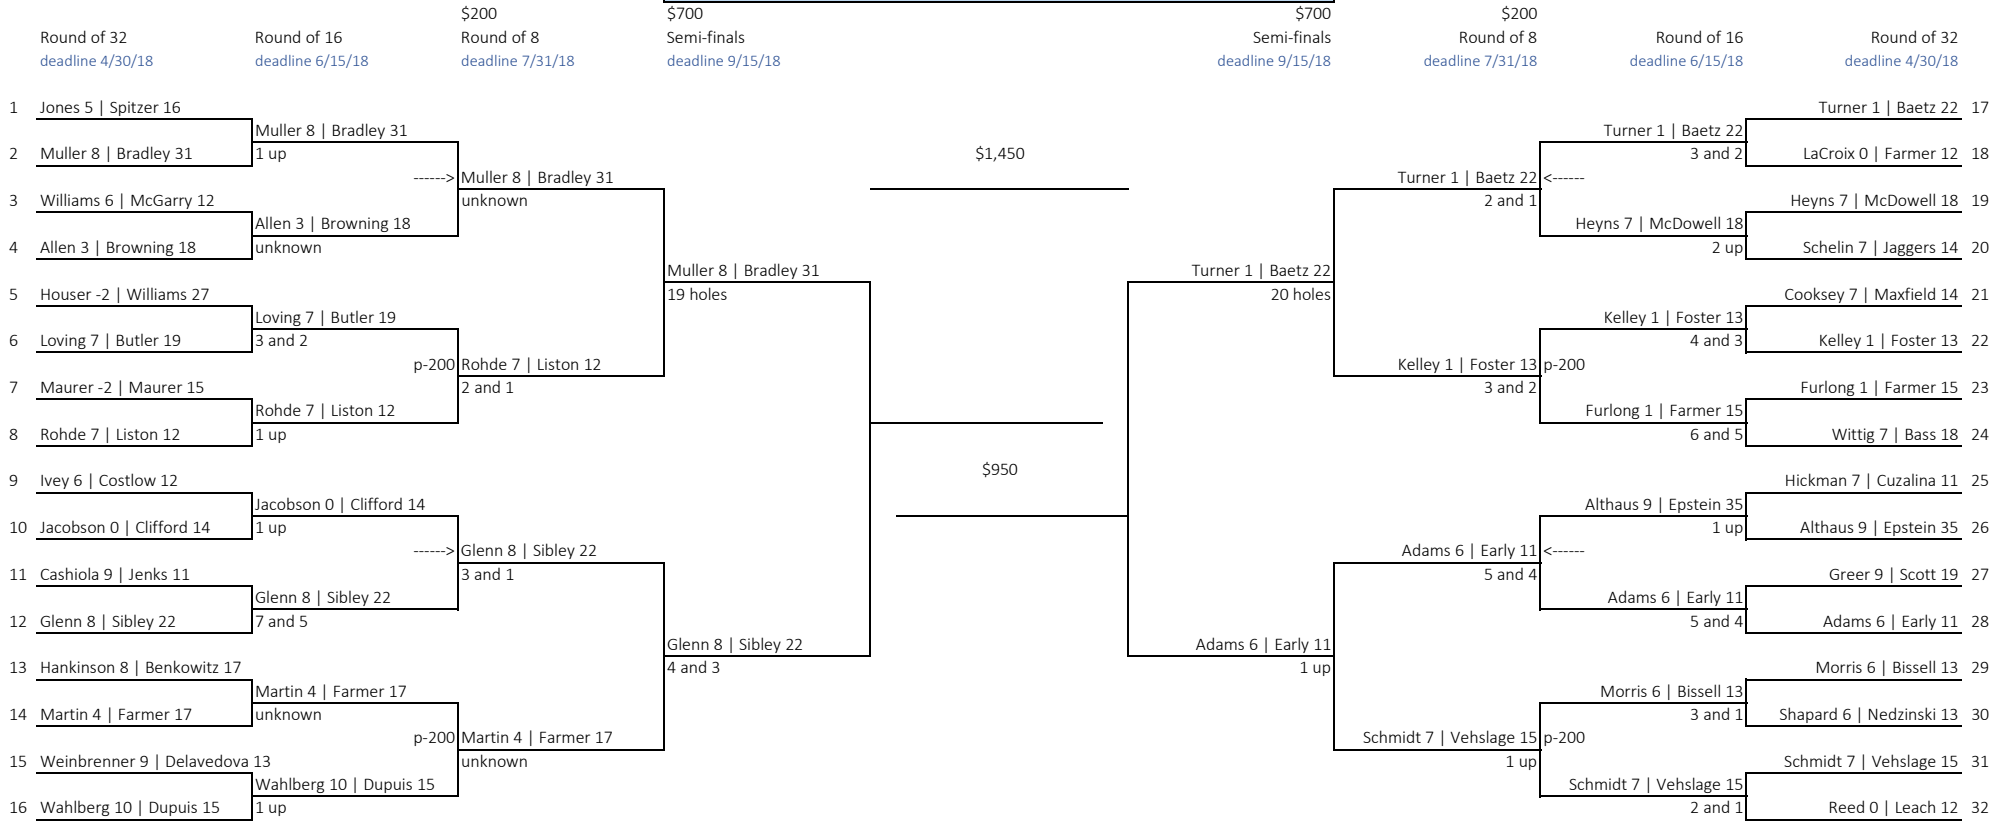 $200 $700 $700 $200
Round of 32 Round of 16 Round of 8 Semi-finals Semi-finals Round of 8 Round of 16 Round of 32
deadline 4/30/18 deadline 6/15/18 deadline 7/31/18 deadline 9/15/18 deadline 9/15/18 deadline 7/31/18 deadline 6/15/18 deadline 4/30/18
1 Jones 5 | Spitzer 16 Turner 1 | Baetz 22 17
Muller 8 | Bradley 31 Turner 1 | Baetz 22
2 Muller 8 | Bradley 31 1 up $1,450 3 and 2 LaCroix 0 | Farmer 12 18
------> Muller 8 | Bradley 31 Turner 1 | Baetz 22 <------
3 Williams 6 | McGarry 12 unknown 2 and 1 Heyns 7 | McDowell 18 19
Allen 3 | Browning 18 Heyns 7 | McDowell 18
4 Allen 3 | Browning 18 unknown 2 up Schelin 7 | Jaggers 14 20
Muller 8 | Bradley 31 Turner 1 | Baetz 22
5 Houser -2 | Williams 27 19 holes 20 holes Cooksey 7 | Maxfield 14 21
Loving 7 | Butler 19 Kelley 1 | Foster 13
6 Loving 7 | Butler 19 3 and 2 4 and 3 Kelley 1 | Foster 13 22
p-200 Rohde 7 | Liston 12 Kelley 1 | Foster 13 p-200
7 Maurer -2 | Maurer 15 2 and 1 3 and 2 Furlong 1 | Farmer 15 23
Rohde 7 | Liston 12 Furlong 1 | Farmer 15
8 Rohde 7 | Liston 12 1 up 6 and 5 Wittig 7 | Bass 18 24
$950
9 Ivey 6 | Costlow 12 Hickman 7 | Cuzalina 11 25
Jacobson 0 | Clifford 14 Althaus 9 | Epstein 35
10 Jacobson 0 | Clifford 14 1 up 1 up Althaus 9 | Epstein 35 26
------> Glenn 8 | Sibley 22 Adams 6 | Early 11 <------
11 Cashiola 9 | Jenks 11 3 and 1 5 and 4 Greer 9 | Scott 19 27
Glenn 8 | Sibley 22 Adams 6 | Early 11
12 Glenn 8 | Sibley 22 7 and 5 5 and 4 Adams 6 | Early 11 28
Glenn 8 | Sibley 22 Adams 6 | Early 11
13 Hankinson 8 | Benkowitz 17 4 and 3 1 up Morris 6 | Bissell 13 29
Martin 4 | Farmer 17 Morris 6 | Bissell 13
14 Martin 4 | Farmer 17 unknown 3 and 1 Shapard 6 | Nedzinski 13 30
p-200 Martin 4 | Farmer 17 Schmidt 7 | Vehslage 15 p-200
15 Weinbrenner 9 | Delavedova 13 unknown 1 up Schmidt 7 | Vehslage 15 31
Wahlberg 10 | Dupuis 15 Schmidt 7 | Vehslage 15
16 Wahlberg 10 | Dupuis 15 1 up 2 and 1 Reed 0 | Leach 12 32